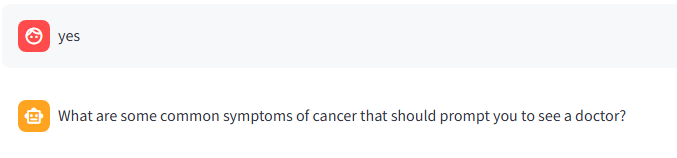 yes
What are some common symptoms of cancer that should prompt you to see a doctor?